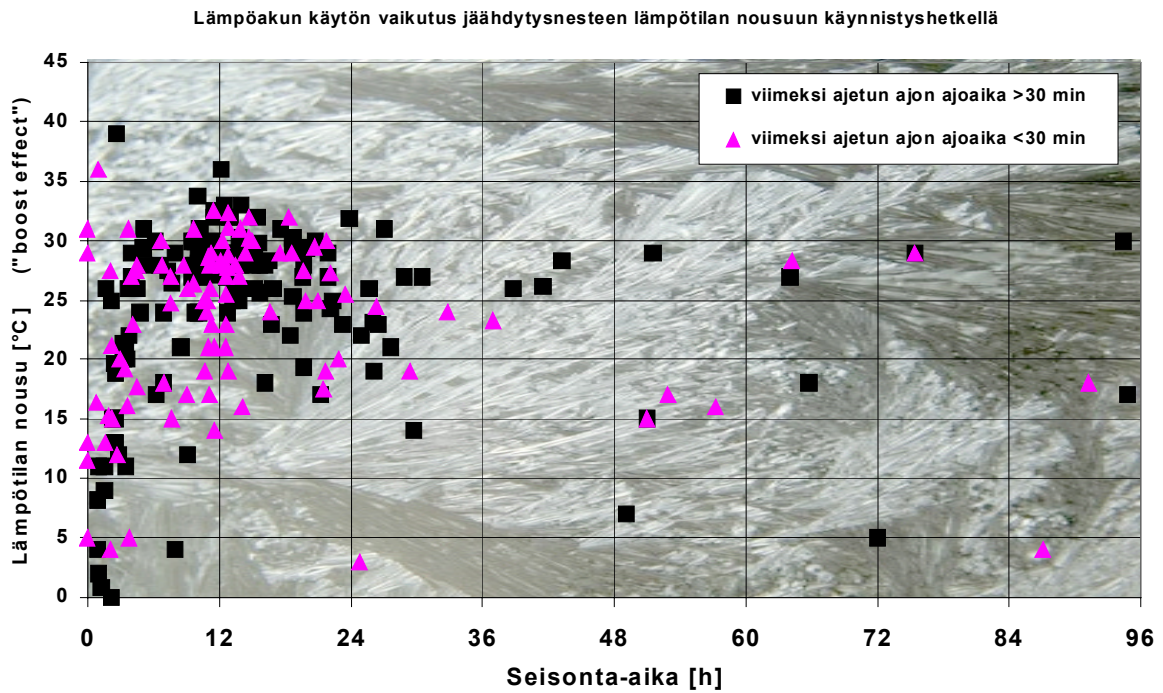 Lämpöakun käytön vaikutus jäähdytysnesteen lämpötilan nousuun käynnistyshetkellä
Lämpötilan nousu [°C] ("boost effect")
45
40
35
30
25
20
15
10
5
0
viimeksi ajetun ajon ajoaika >30 min
viimeksi ajetun ajon ajoaika <30 min
0 12 24 36 48 60 72 84 96
Seisonta-aika [h]